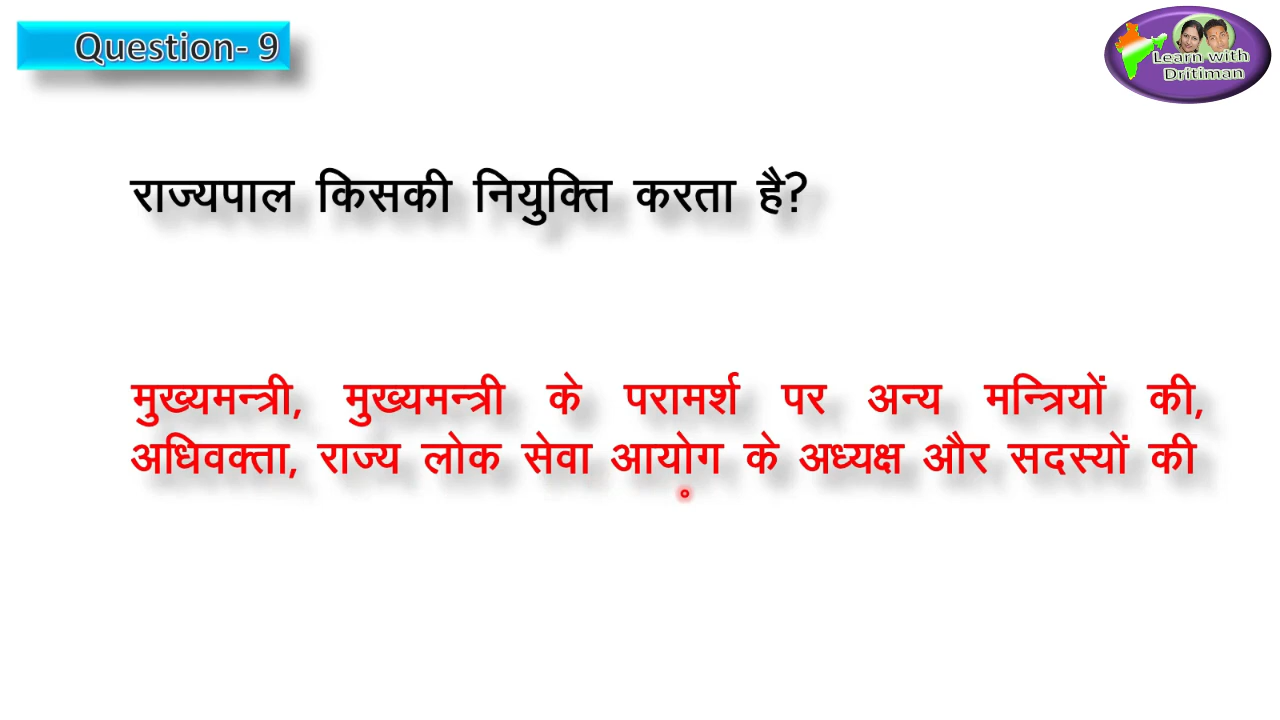 Question- 9
Learn with
Dritiman
राज्यपाल किसकी नियुक्ति करता है?
मुख्यमन्त्री, मुख्यमन्त्री के परामर्श पर अन्य मन्त्रियों की,
अधिवक्ता, राज्य लोक सेवा आयोग के अध्यक्ष और सदस्यों की